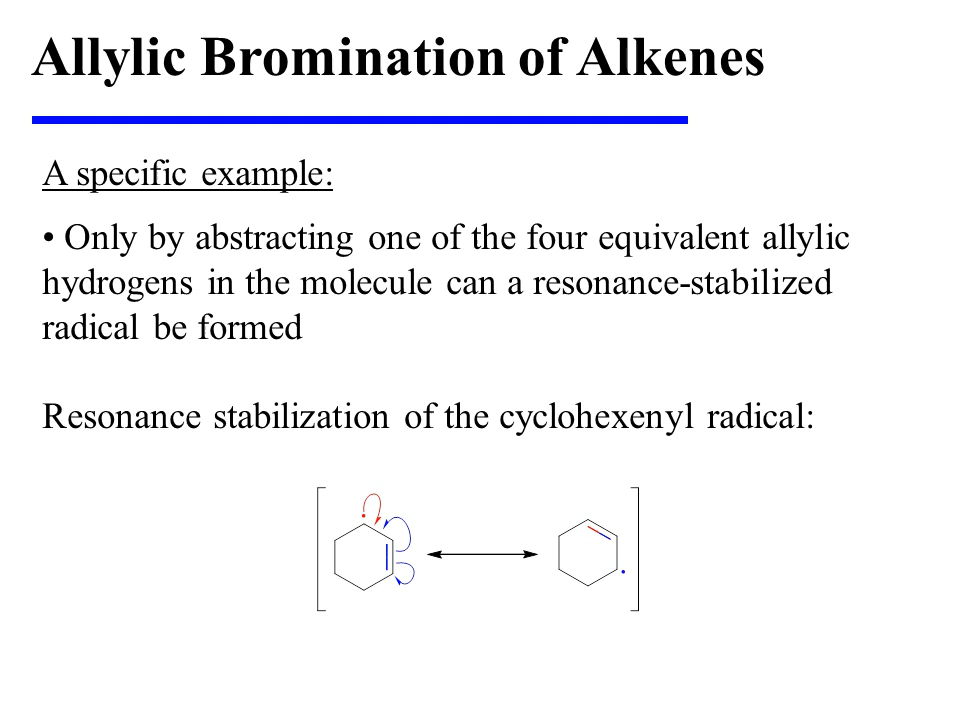 Allylic Bromination of Alkenes
A specific example:
• Only by abstracting one of the four equivalent allylic
hydrogens in the molecule can a resonance-stabilized
radical be formed
Resonance stabilization of the cyclohexenyl radical: